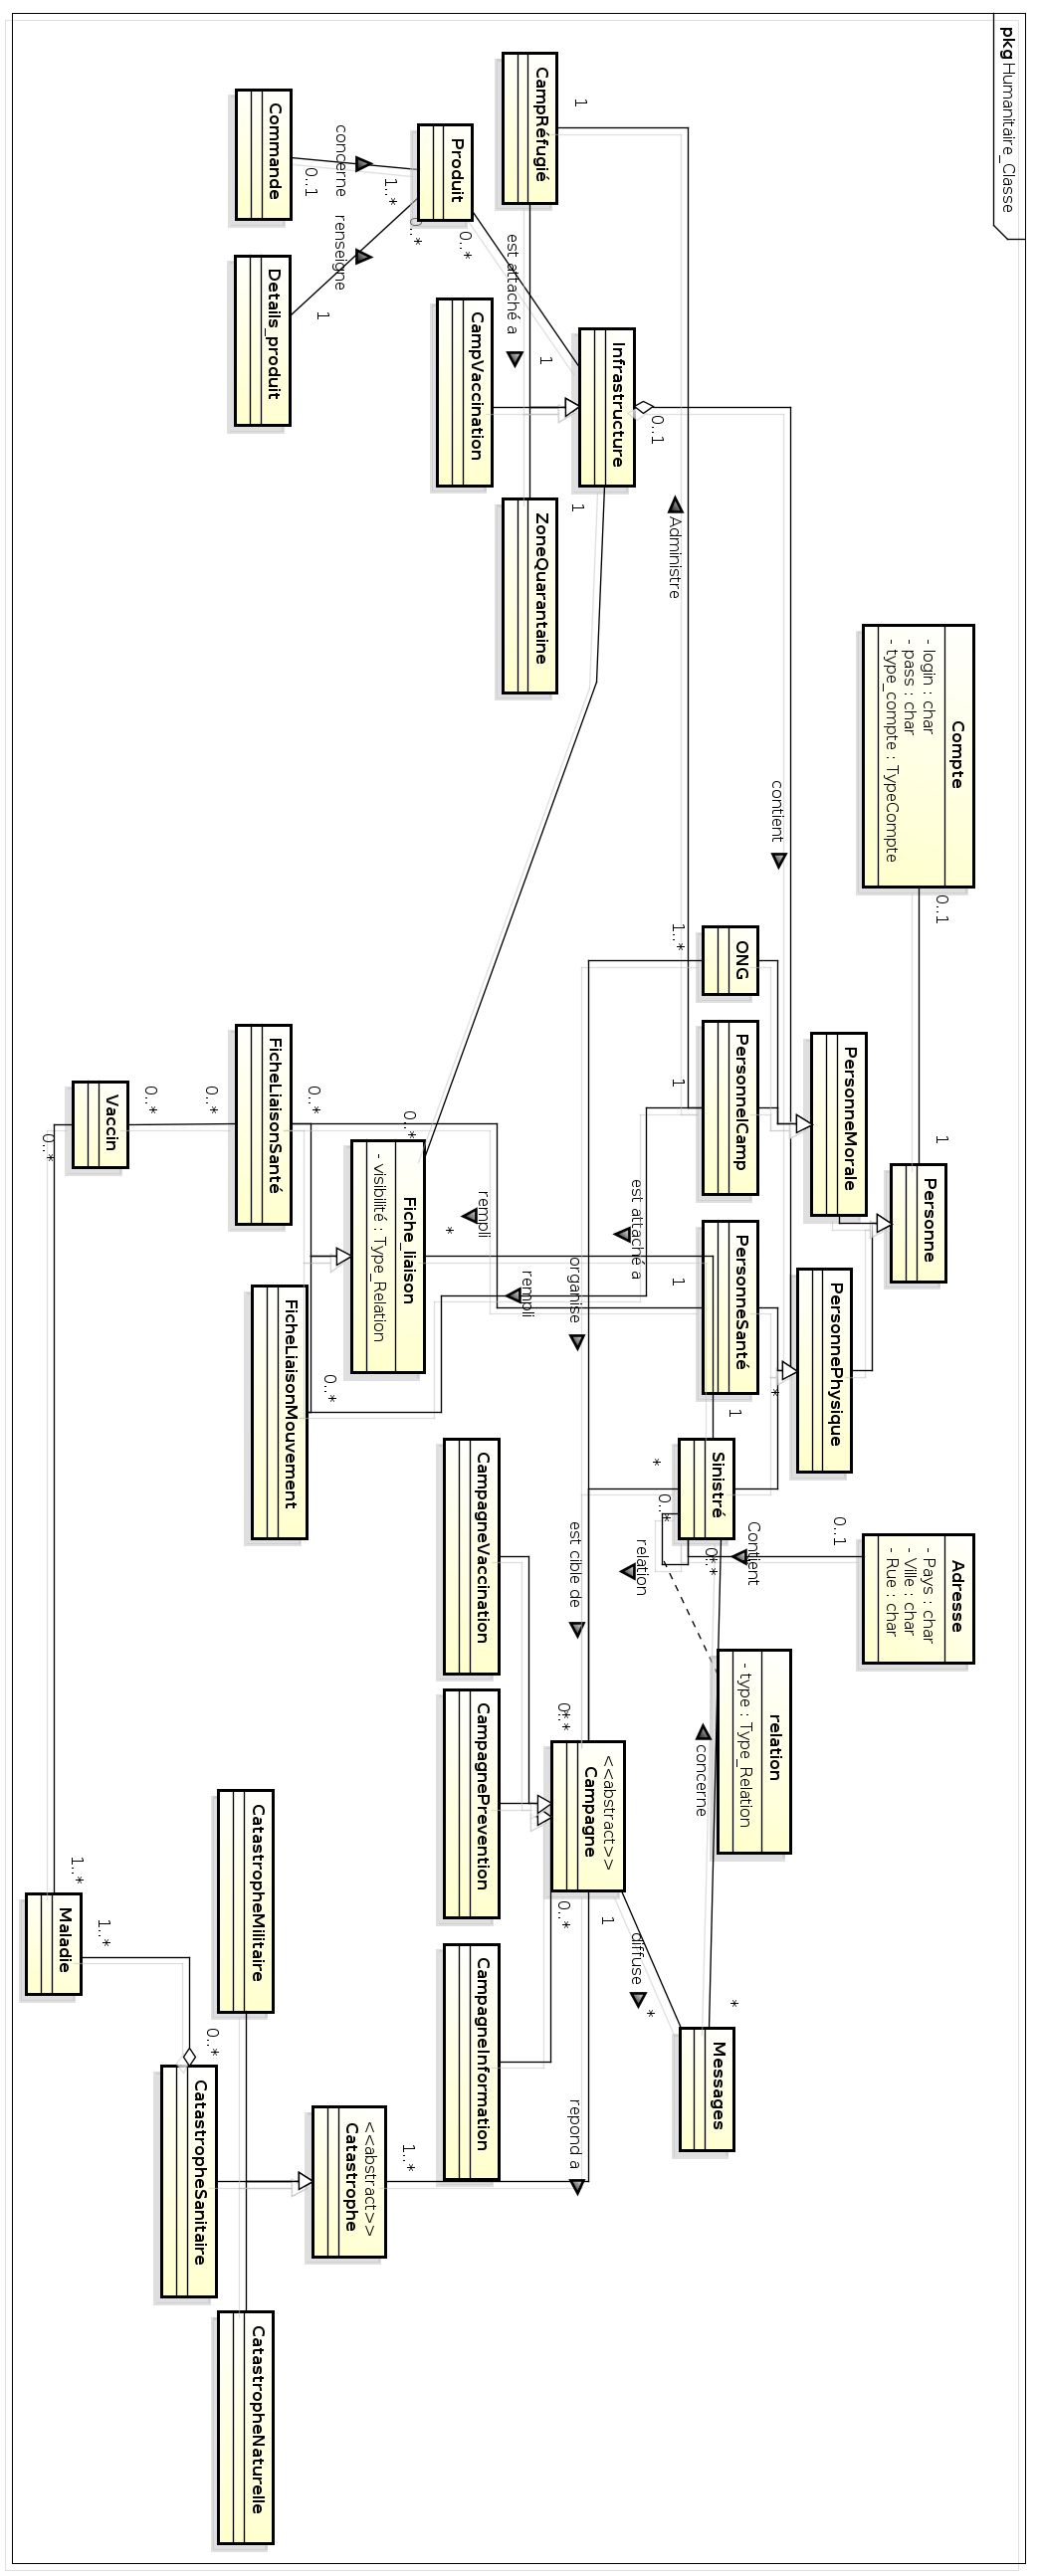 pkg Humanitaire_Classe
Compte
- login : char
- pass : char
- type_compte : TypeCompte
0..1
1
Personne
Adresse
- Pays : char
- Ville : char
- Rue : char
0..1
Contient
0..*
PersonneMorale
PersonnePhysique
contient
*
relation
- type : Type_Relation
ONG
PersonnelCamp
PersonneSanté
1
Sinistré
*
0..*
relation
concerne
*
Messages
1..*
1
1
Administre
0..1
Infrastructure
1
1
CampRéfugié
1
est attaché a
ZoneQuarantaine
CampVaccination
est attaché a
organise
est cible de
0..*
<<abstract>>
Campagne
1
0..*
diffuse
*
repond a
Produit
0..*
0..*
1..*
concerne
renseigne
0..1
1
Commande
Details_produit
rempli
rempli
*
0..*
Fiche_liaison
- visibilité : Type_Relation
CampagneVaccination
CampagnePrevention
CampagneInformation
1..*
<<abstract>>
Catastrophe
0..*
0..*
FicheLiaisonSanté
FicheLiaisonMouvement
CatastropheMilitaire
CatastropheNaturelle
0..*
0..*
0..*
CatastropheSanitaire
Vaccin
0..*
1..*
1..*
Maladie